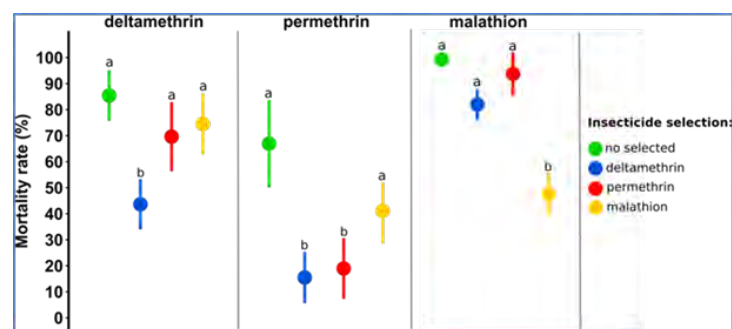 deltamethrin permethrin malathion
Mortality rate (%)
100
90
80
70
60
50
40
30
20
10
0
a
b
a
a
a
b
b
a
a
a
a
b
Insecticide selection:
no selected
deltamethrin
permethrin
malathion